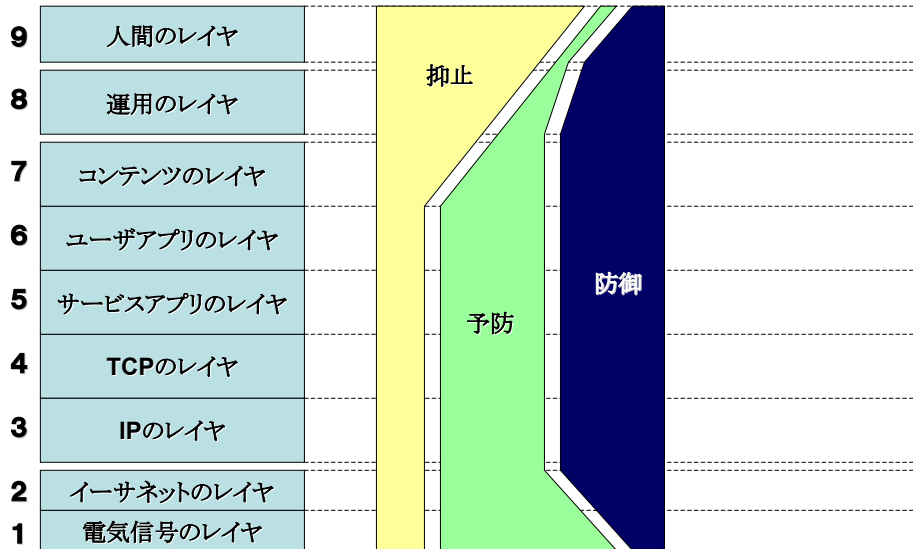 9 人間のレイヤ
抑止
8 運用のレイヤ
7 コンテンツのレイヤ
6 ユーザアプリのレイヤ
5 サービスアプリのレイヤ
防御
予防
4 TCPのレイヤ
3 IPのレイヤ
2 イーサネットのレイヤ
1 電気信号のレイヤ